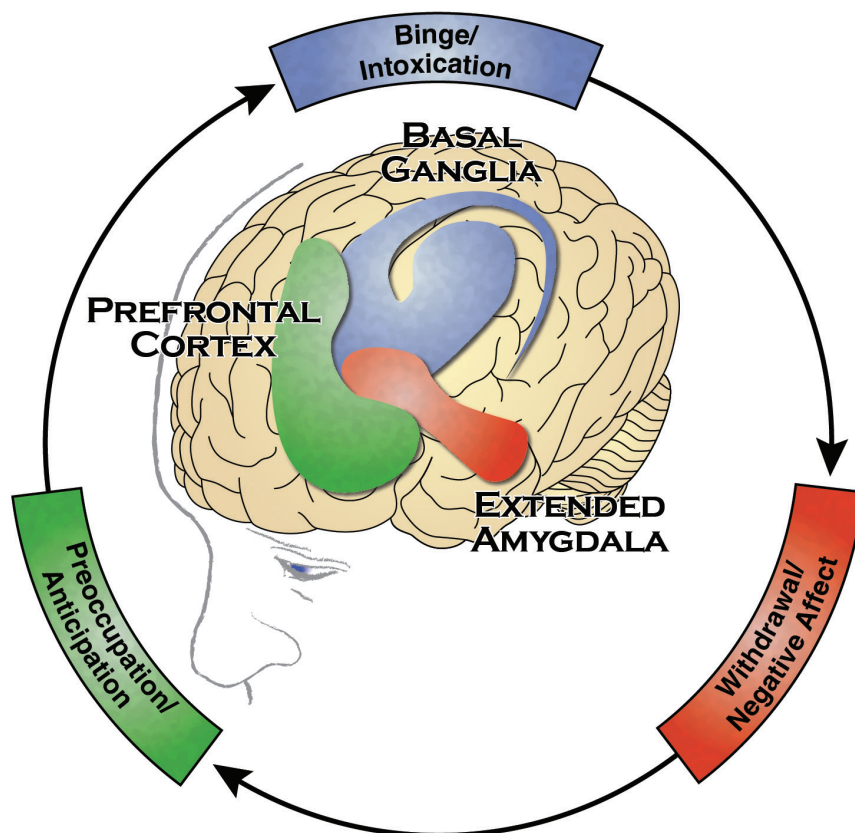 Binge/
Intoxication
BASAL
GANGLIA
PREFRONTAL
CORTEX
EXTENDED
AMYGDALA
Withdrawal/
Negative Affect
Preoccupation/
Anticipation